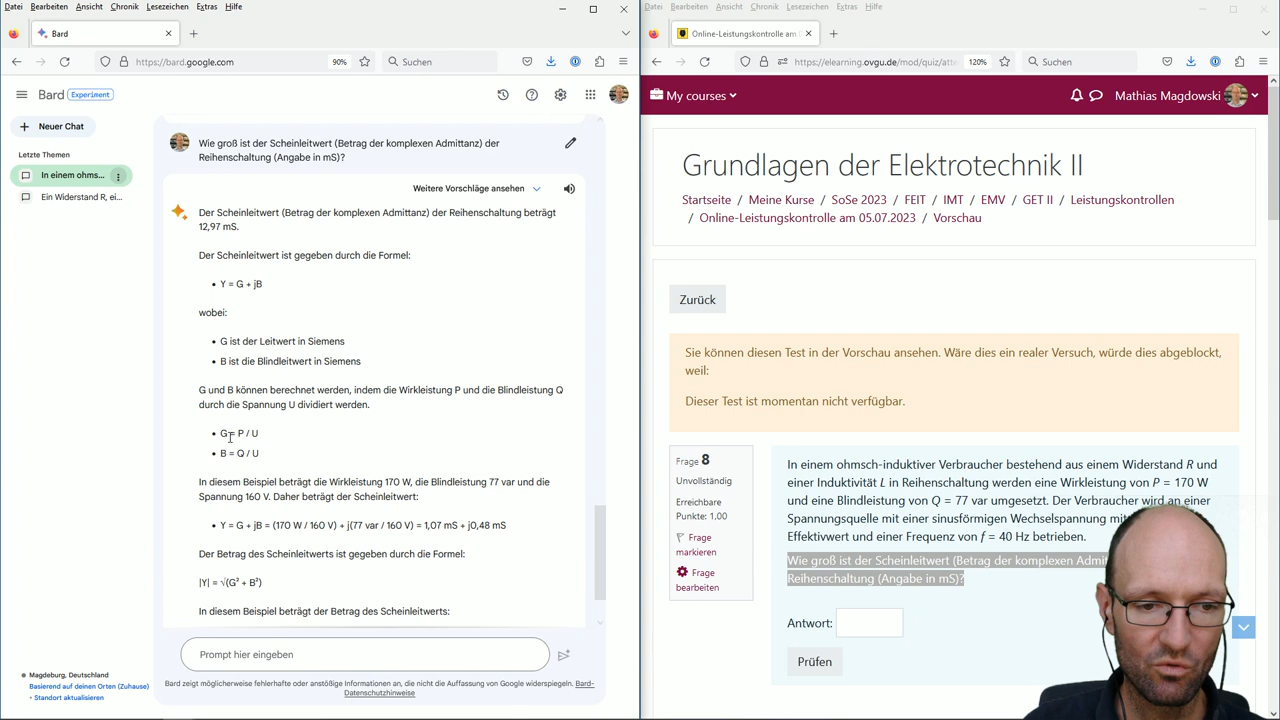 Datei Bearbeiten Ansicht Chronik Lesezeichen Extras Hilfe
Bard
https://bard.google.com 90% Suchen
Bard Experiment
Neuer Chat
Letzte Themen
In einem ohms...
Ein Widerstand R, ei...
Magdeburg, Deutschland
Basierend auf deinen Orten (Zuhause)
• Standort aktualisieren
Wie groß ist der Scheinleitwert (Betrag der komplexen Admittanz) der
Reihenschaltung (Angabe in mS)?
Weitere Vorschläge ansehen
Der Scheinleitwert (Betrag der komplexen Admittanz) der Reihenschaltung beträgt
12,97 mS.
Der Scheinleitwert ist gegeben durch die Formel:
• Y = G + jB
wobei:
• G ist der Leitwert in Siemens
• B ist die Blindleitwert in Siemens
G und B können berechnet werden, indem die Wirkleistung P und die Blindleistung Q
durch die Spannung U dividiert werden.
• G = P / U
• B = Q / U
In diesem Beispiel beträgt die Wirkleistung 170 W, die Blindleistung 77 var und die
Spannung 160 V. Daher beträgt der Scheinleitwert:
• Y = G + jB = (170 W / 160 V) + j(77 var / 160 V) = 1,07 mS + j0,48 mS
Der Betrag des Scheinleitwerts ist gegeben durch die Formel:
|Y| = √(G² + B²)
In diesem Beispiel beträgt der Betrag des Scheinleitwerts:
Prompt hier eingeben
Bard zeigt möglicherweise fehlerhafte oder anstößige Informationen an, die nicht die Auffassung von Google widerspiegeln. Bard-
Datenschutzhinweise
Datei Bearbeiten Ansicht Chronik Lesezeichen Extras Hilfe
Online-Leistungskontrolle am
https://elearning.ovgu.de/mod/quiz/att 120% Suchen
My courses Mathias Magdowski
Grundlagen der Elektrotechnik II
Startseite / Meine Kurse / SoSe 2023 / FEIT / IMT / EMV / GET II / Leistungskontrollen
/ Online-Leistungskontrolle am 05.07.2023 / Vorschau
Zurück
Sie können diesen Test in der Vorschau ansehen. Wäre dies ein realer Versuch, würde dies abgeblockt,
weil:
Dieser Test ist momentan nicht verfügbar.
Frage 8
Unvollständig
Erreichbare
Punkte: 1.00
Frage
markieren
Frage
bearbeiten
In einem ohmsch-induktiver Verbraucher bestehend aus einem Widerstand R und
einer Induktivität L in Reihenschaltung werden eine Wirkleistung von P = 170 W
und eine Blindleistung von Q = 77 var umgesetzt. Der Verbraucher wird an einer
Spannungsquelle mit einer sinusförmigen Wechselspannung mit
Effektivwert und einer Frequenz von f = 40 Hz betrieben.
Wie groß ist der Scheinleitwert (Betrag der komplexen
Reihenschaltung (Angabe in mS)?
Antwort:
Prüfen